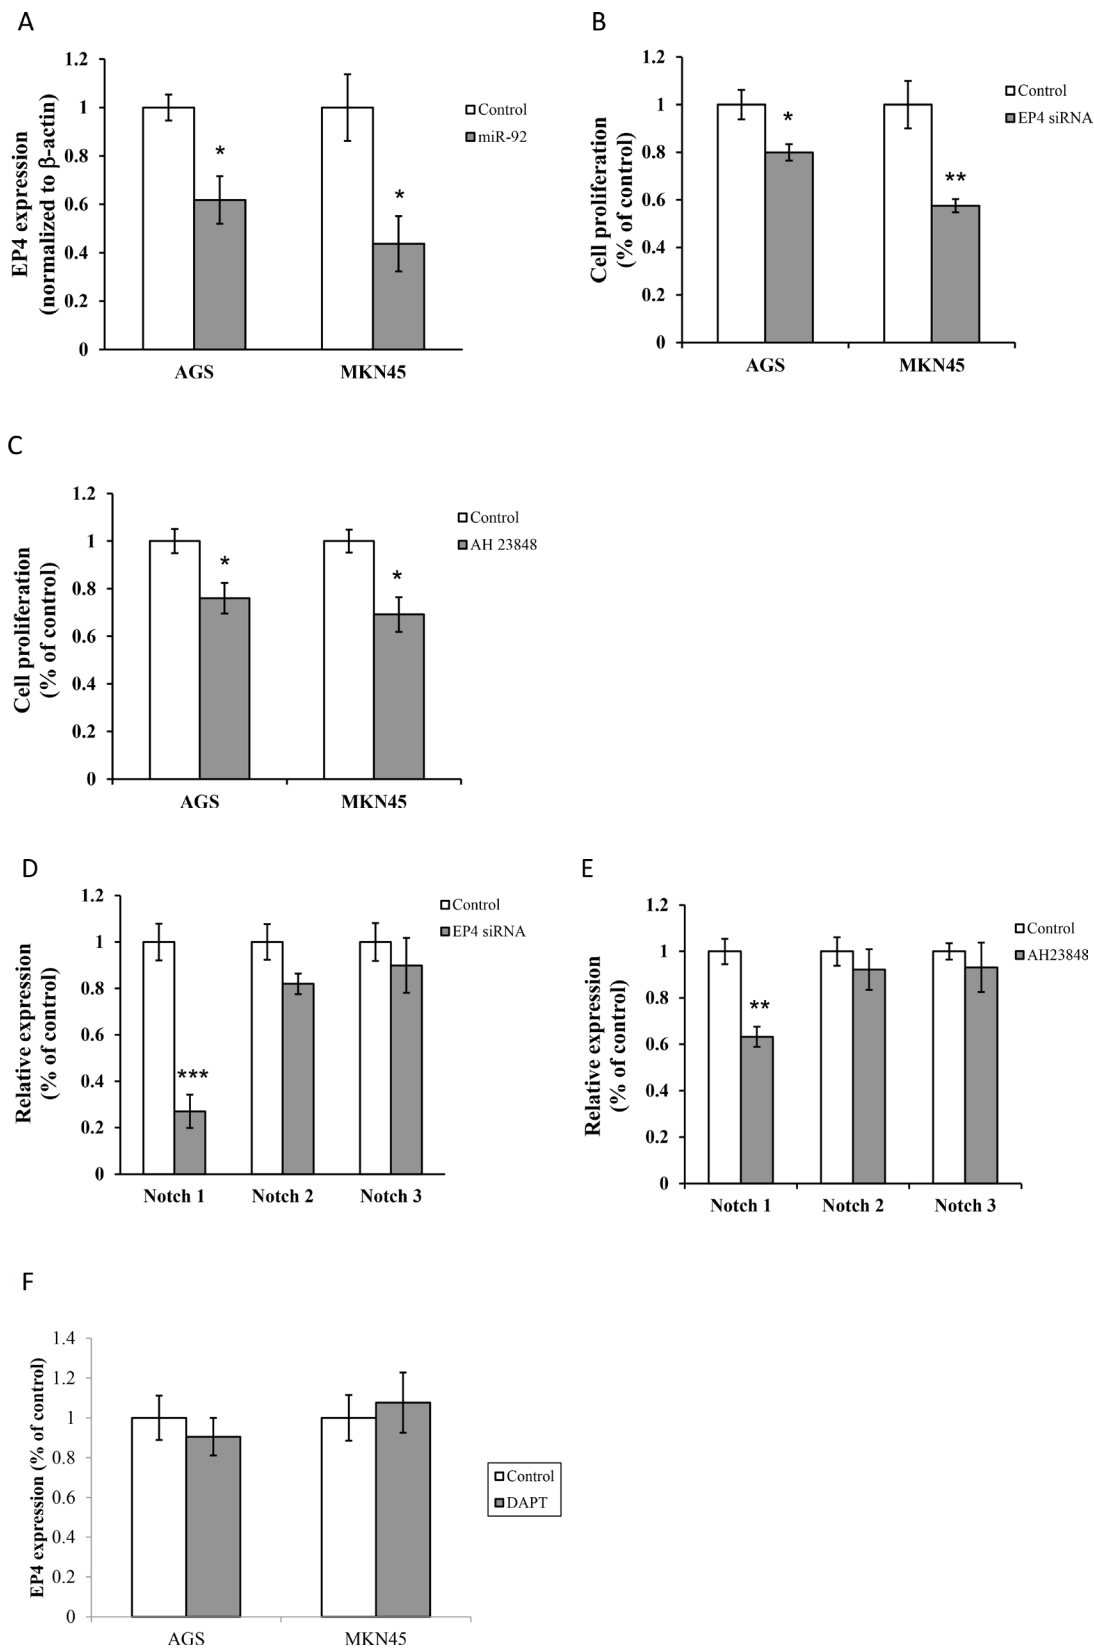 A
EP4 expression
(normalized to β-actin)
1.2
1
0.8
0.6
0.4
0.2
0
*
*
AGS
MKN45
Control
miR-92
B
Cell proliferation
(% of control)
1.2
1
0.8
0.6
0.4
0.2
0
*
**
AGS
MKN45
Control
EP4 siRNA
C
Cell proliferation
(% of control)
1.2
1
0.8
0.6
0.4
0.2
0
*
*
AGS
MKN45
Control
AH 23848
D
Relative expression
(% of control)
1.2
1
0.8
0.6
0.4
0.2
0
***
Notch 1
Notch 2
Notch 3
Control
EP4 siRNA
E
Relative expression
(% of control)
1.2
1
0.8
0.6
0.4
0.2
0
**
Notch 1
Notch 2
Notch 3
Control
AH23848
F
EP4 expression (% of control)
1.4
1.2
1
0.8
0.6
0.4
0.2
0
AGS
MKN45
Control
DAPT